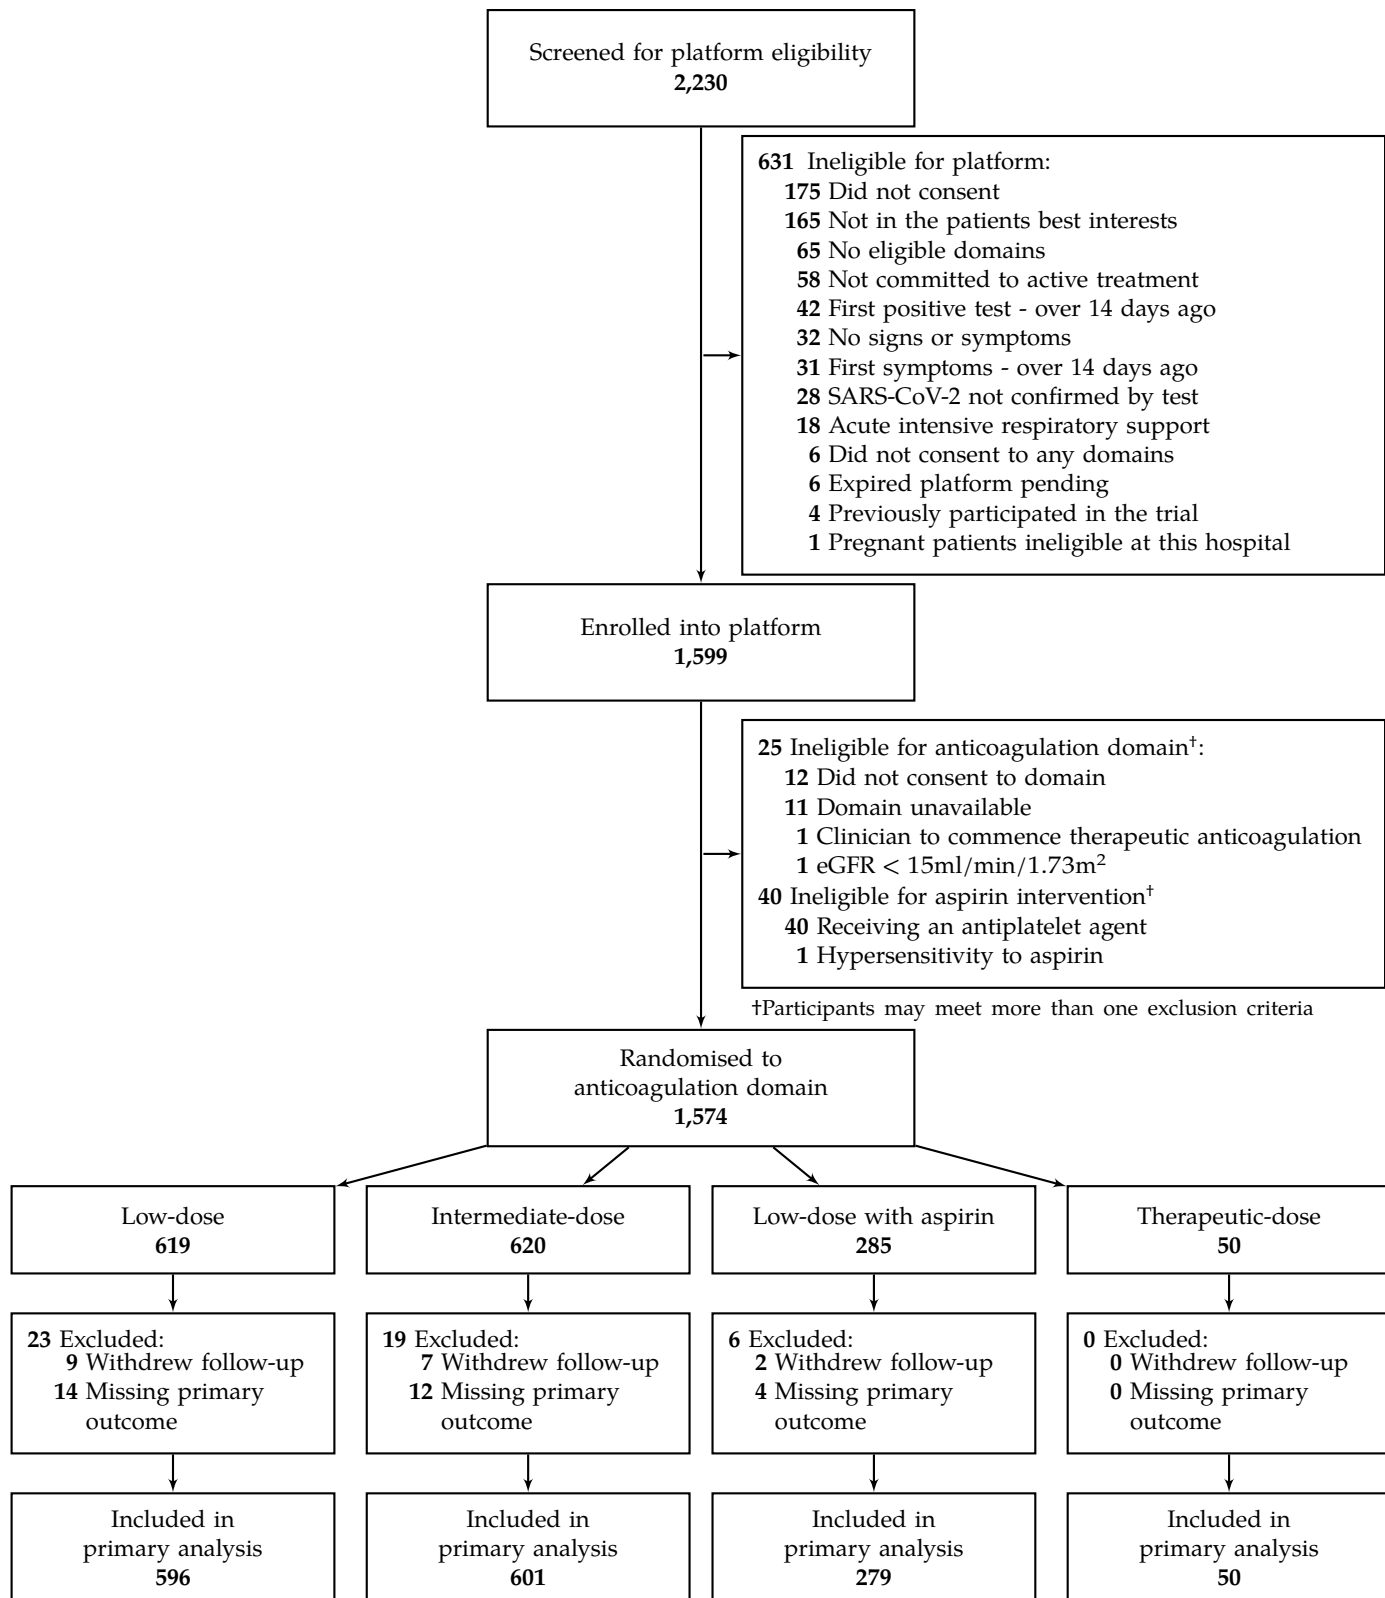 Screened for platform eligibility
2,230
631 Ineligible for platform:
175 Did not consent
165 Not in the patients best interests
65 No eligible domains
58 Not committed to active treatment
42 First positive test - over 14 days ago
32 No signs or symptoms
31 First symptoms - over 14 days ago
28 SARS-CoV-2 not confirmed by test
18 Acute intensive respiratory support
6 Did not consent to any domains
6 Expired platform pending
4 Previously participated in the trial
1 Pregnant patients ineligible at this hospital
Enrolled into platform
1,599
25 Ineligible for anticoagulation domain†:
12 Did not consent to domain
11 Domain unavailable
1 Clinician to commence therapeutic anticoagulation
1 eGFR < 15ml/min/1.73m²
40 Ineligible for aspirin intervention†
40 Receiving an antiplatelet agent
1 Hypersensitivity to aspirin
†Participants may meet more than one exclusion criteria
Randomised to
anticoagulation domain
1,574
Low-dose
619
Intermediate-dose
620
Low-dose with aspirin
285
Therapeutic-dose
50
23 Excluded:
9 Withdrew follow-up
14 Missing primary
outcome
19 Excluded:
7 Withdrew follow-up
12 Missing primary
outcome
6 Excluded:
2 Withdrew follow-up
4 Missing primary
outcome
0 Excluded:
0 Withdrew follow-up
0 Missing primary
outcome
Included in
primary analysis
596
Included in
primary analysis
601
Included in
primary analysis
279
Included in
primary analysis
50